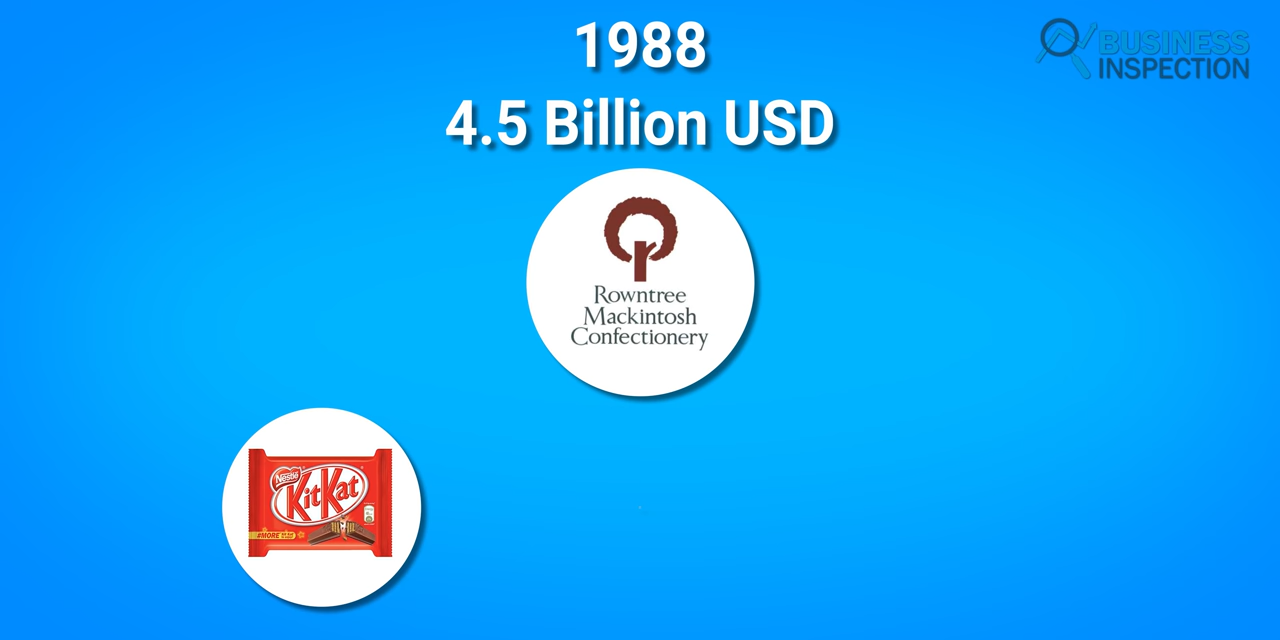 1988
BUSINESS
INSPECTION
4.5 Billion USD
Rowntree
Mackintosh
Confectionery
Nestlé
KitKat
#MORE